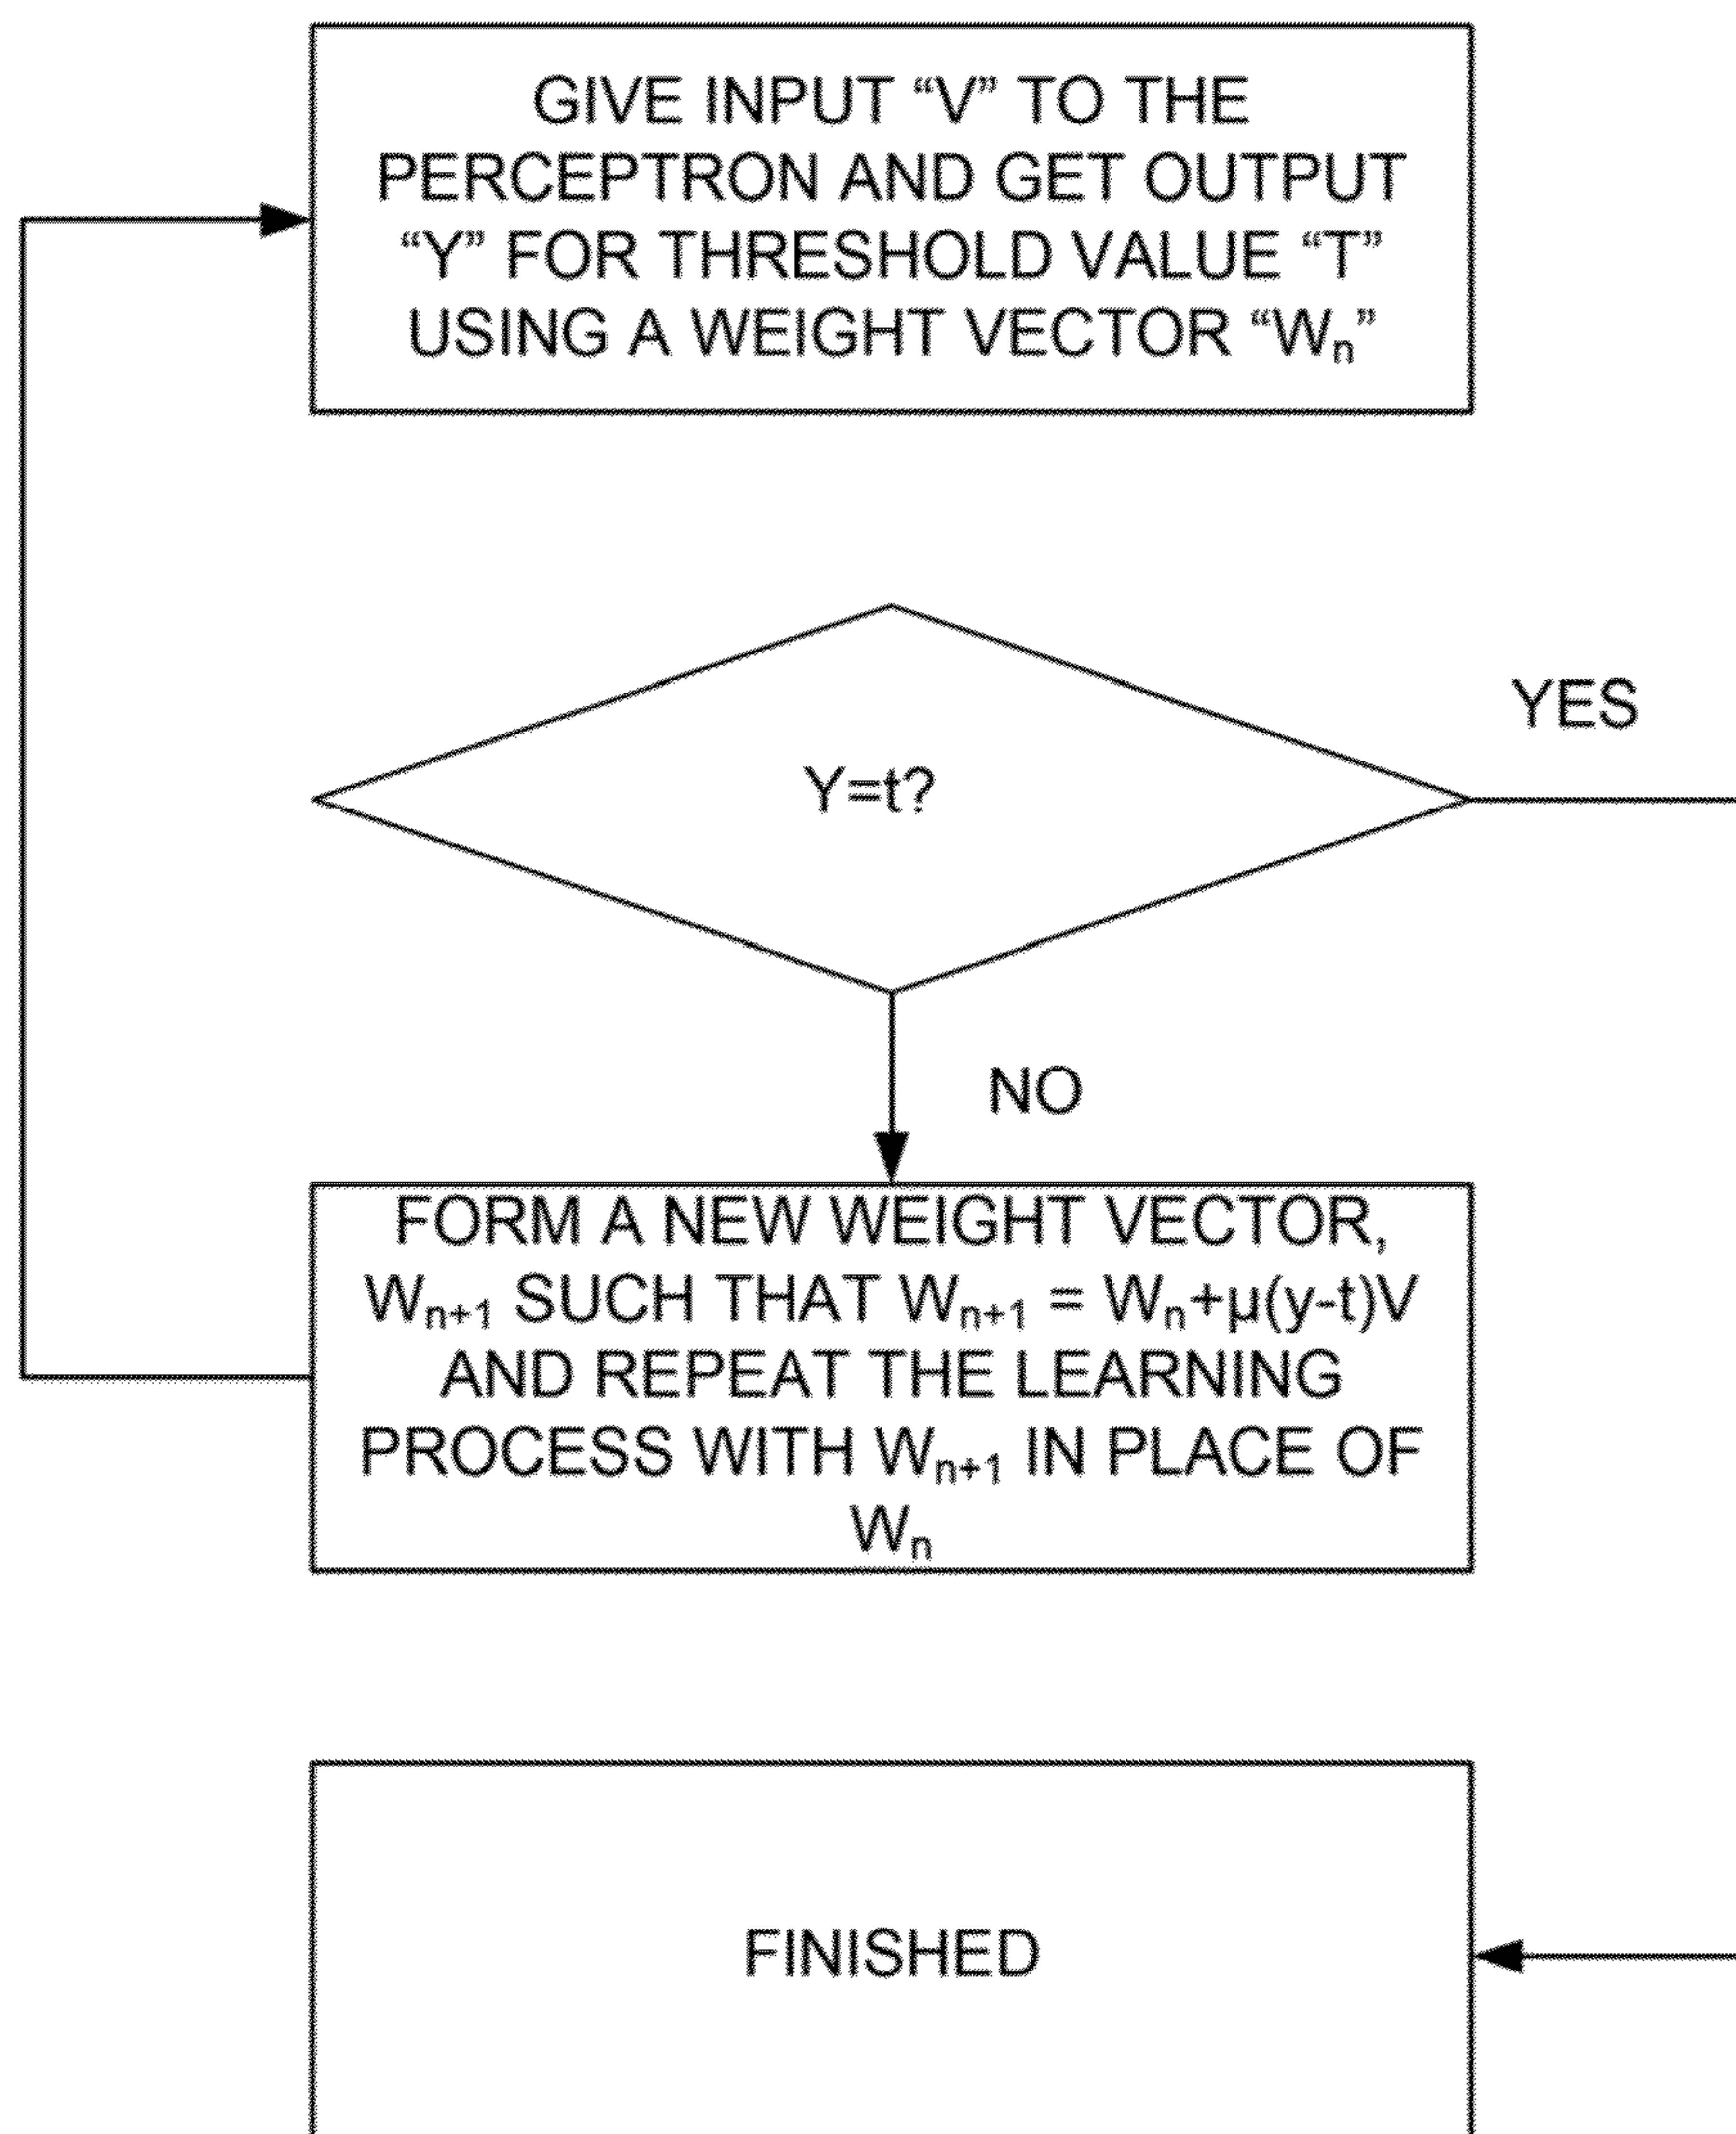 GIVE INPUT “V” TO THE
PERCEPTRON AND GET OUTPUT
“Y” FOR THRESHOLD VALUE “T”
USING A WEIGHT VECTOR “Wₙ”
YES
Y=t?
NO
FORM A NEW WEIGHT VECTOR,
Wₙ₊₁ SUCH THAT Wₙ₊₁ = Wₙ+µ(y-t)V
AND REPEAT THE LEARNING
PROCESS WITH Wₙ₊₁ IN PLACE OF
Wₙ
FINISHED